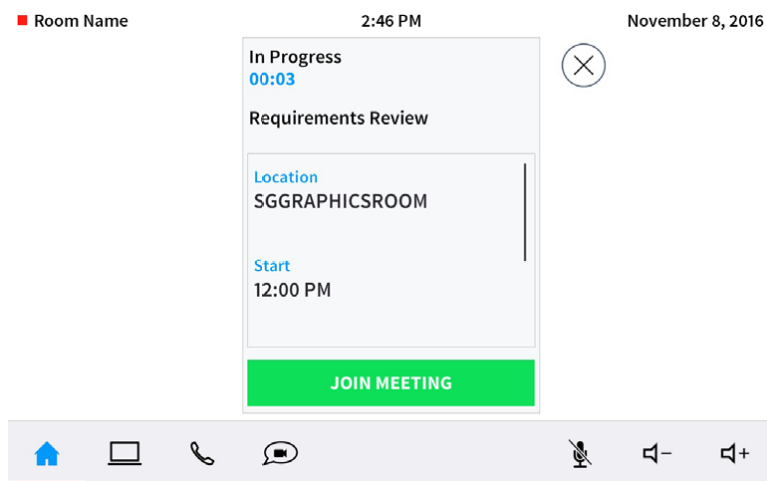 Room Name
2:46 PM
November 8, 2016
In Progress
00:03
Requirements Review
Location
SGGRAPHICSROOM
Start
12:00 PM
JOIN MEETING